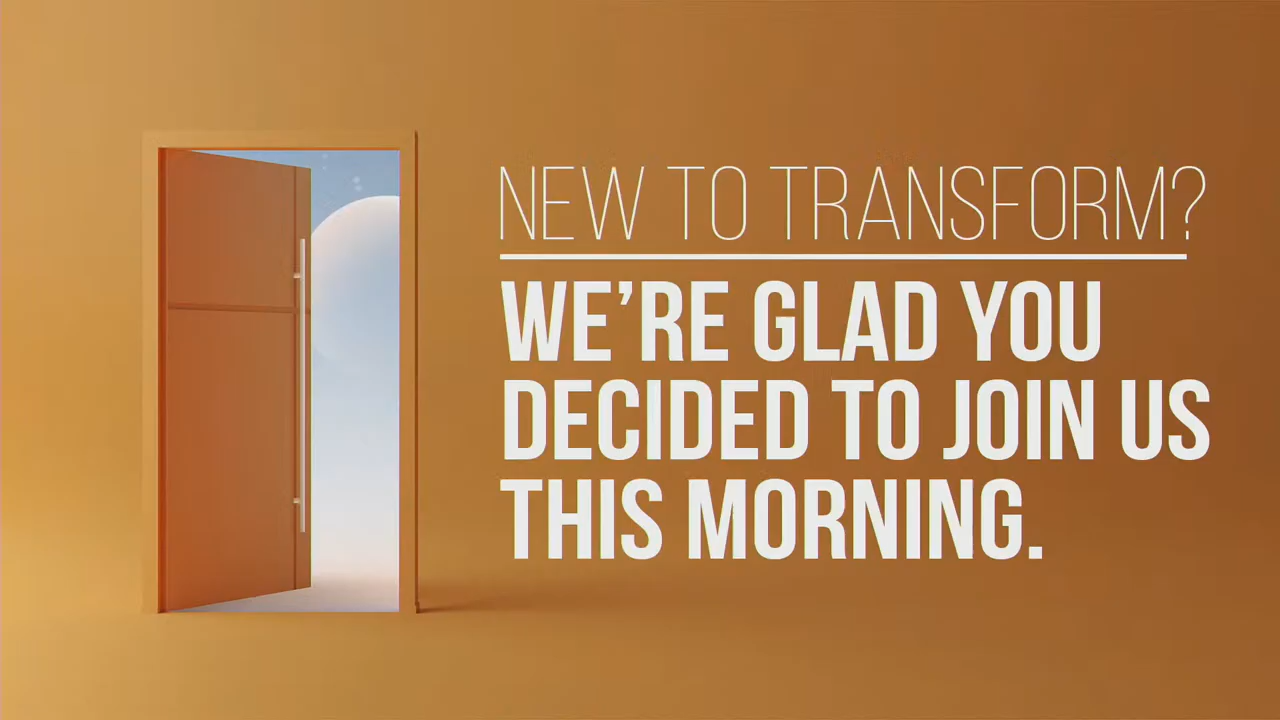 NEW TO TRANSFORM?
WE'RE GLAD YOU
DECIDED TO JOIN US
THIS MORNING.